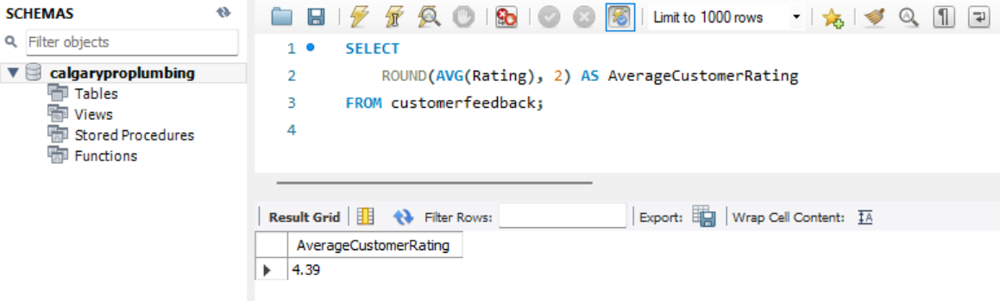 SCHEMAS
Filter objects
calgaryproplumbing
Tables
Views
Stored Procedures
Functions
Limit to 1000 rows
1 SELECT
2 ROUND(AVG(Rating), 2) AS AverageCustomerRating
3 FROM customerfeedback;
4
Result Grid Filter Rows: Export: Wrap Cell Content: IA
AverageCustomerRating
4.39